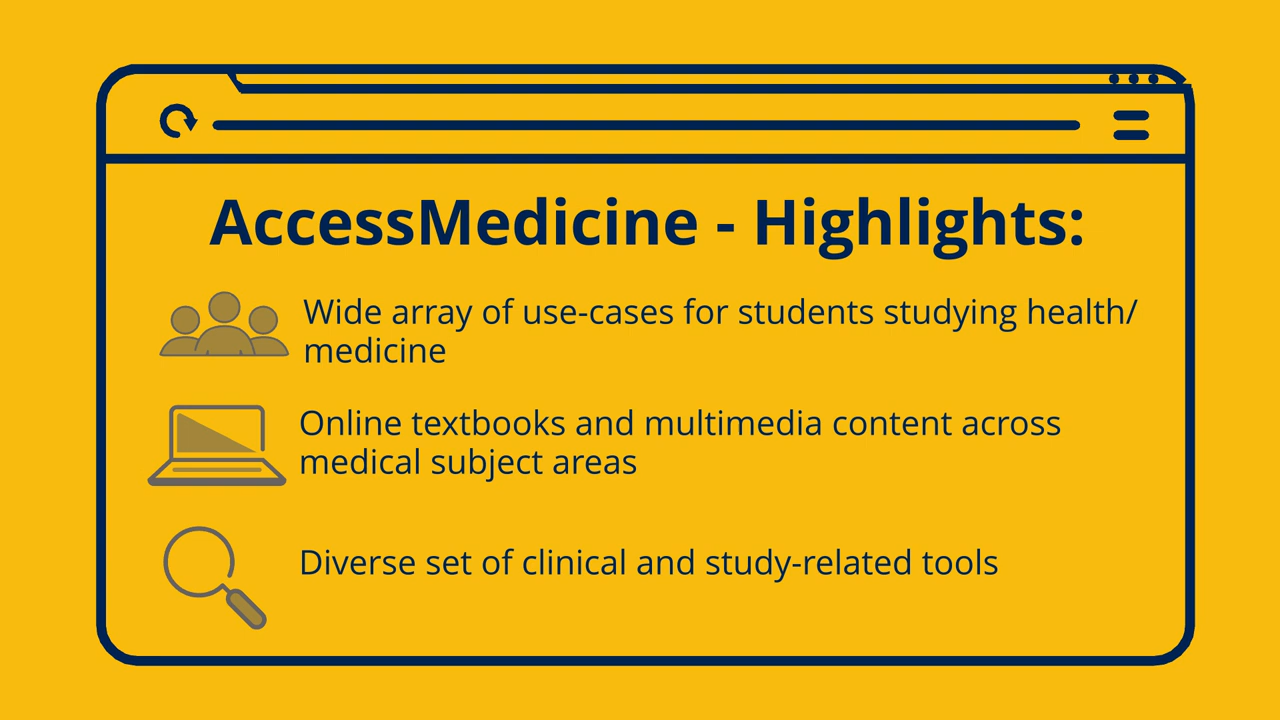 AccessMedicine - Highlights:
Wide array of use-cases for students studying health/
medicine
Online textbooks and multimedia content across
medical subject areas
Diverse set of clinical and study-related tools